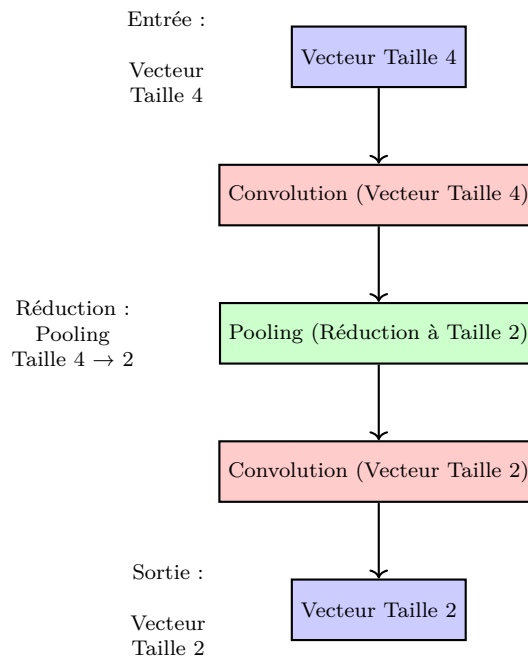 Entrée :
Vecteur
Taille 4
Vecteur Taille 4
Convolution (Vecteur Taille 4)
Réduction :
Pooling
Taille 4 → 2
Pooling (Réduction à Taille 2)
Convolution (Vecteur Taille 2)
Sortie :
Vecteur
Taille 2
Vecteur Taille 2